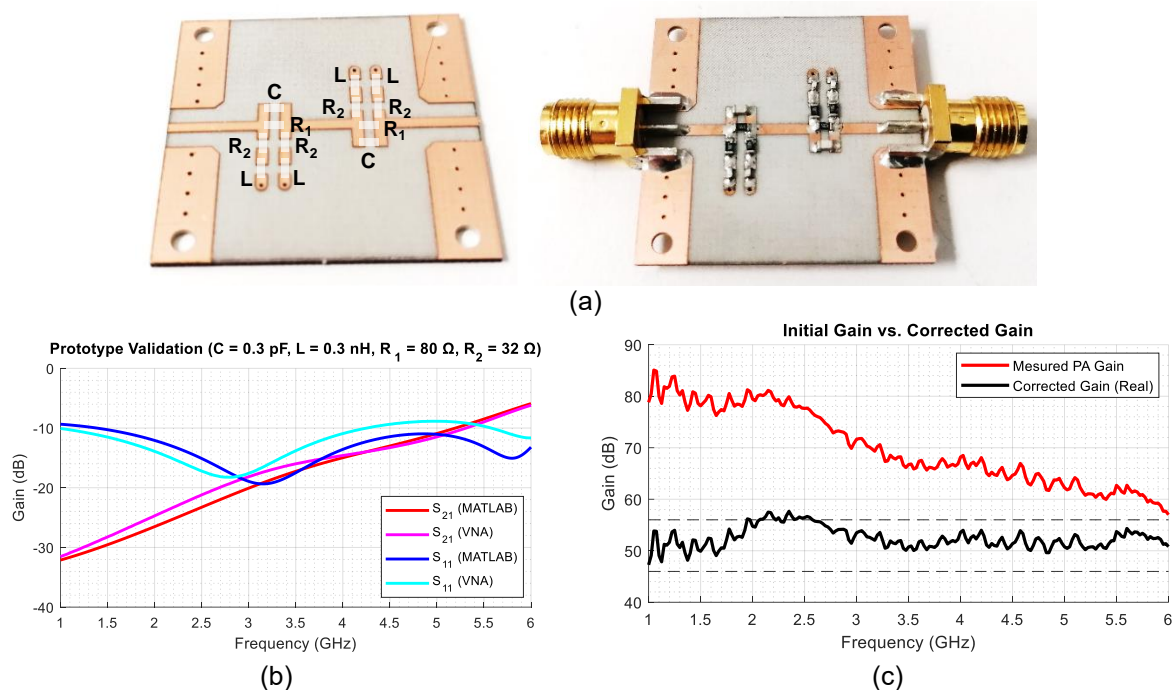 L L
C R₂ R₂
R₁ R₁
R₂ R₂ C
L L
(a)
Prototype Validation (C = 0.3 pF, L = 0.3 nH, R₁ = 80 Ω, R₂ = 32 Ω)
0
-10
-20
-30
-40
Gain (dB)
S₂₁ (MATLAB)
S₂₁ (VNA)
S₁₁ (MATLAB)
S₁₁ (VNA)
1 1.5 2 2.5 3 3.5 4 4.5 5 5.5 6
Frequency (GHz)
(b)
Initial Gain vs. Corrected Gain
90
80
70
60
50
40
Gain (dB)
Mesured PA Gain
Corrected Gain (Real)
1 1.5 2 2.5 3 3.5 4 4.5 5 5.5 6
Frequency (GHz)
(c)